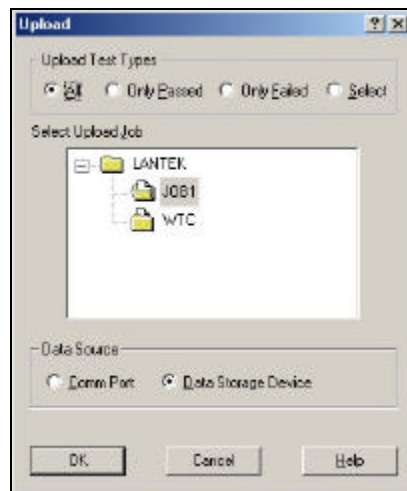 Upload
Upload Test Types
All Only Passed Only Failed Select
Select Upload Job
LANTEK
JOB1
WTC
Data Source
Comm Port Data Storage Device
OK Cancel Help